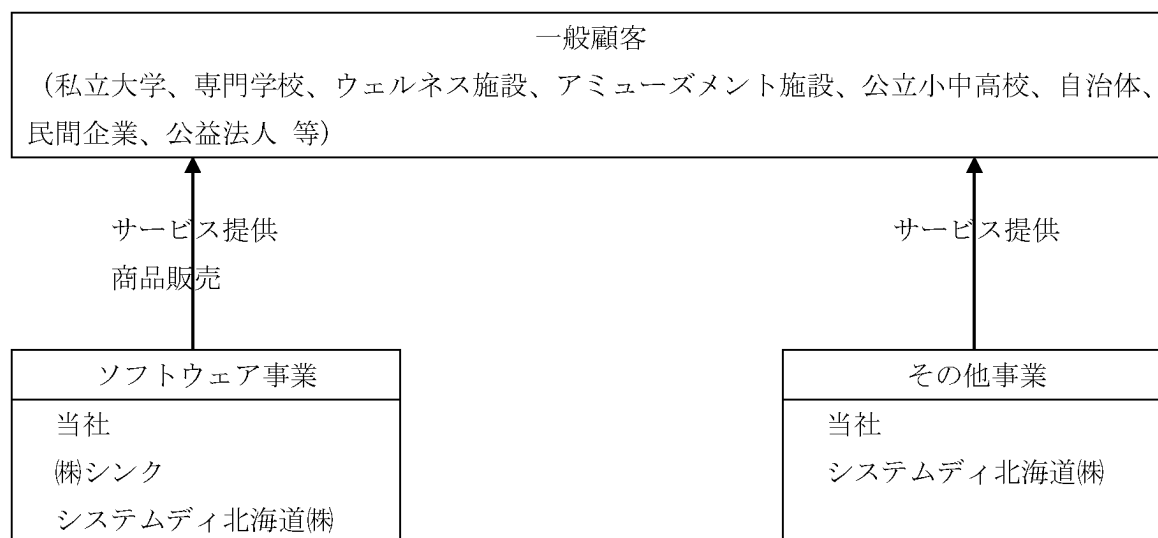 一般顧客
（私立大学、専門学校、ウェルネス施設、アミューズメント施設、公立小中高校、自治体、
民間企業、公益法人 等）
サービス提供
商品販売
サービス提供
ソフトウェア事業
当社
㈱シンク
システムディ北海道㈱
その他事業
当社
システムディ北海道㈱